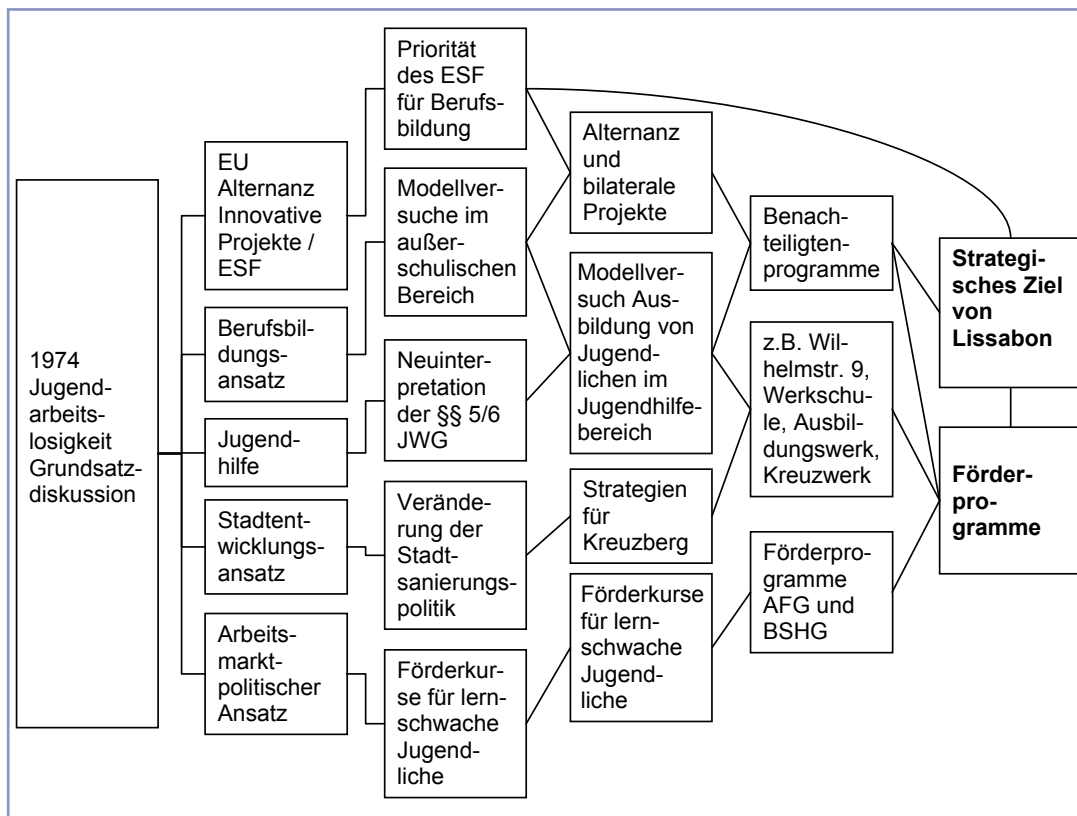 1974
Jugend-
arbeits-
losigkeit
Grundsatz-
diskussion
EU
Alternanz
Innovative
Projekte /
ESF
Berufsbil-
dungs-
ansatz
Jugend-
hilfe
Stadtent-
wicklungs-
ansatz
Arbeits-
markt-
politischer
Ansatz
Priorität
des ESF
für Berufs-
bildung
Modellver-
suche im
außer-
schulischen
Bereich
Neuinter-
pretation
der §§ 5/6
JWG
Verände-
rung der
Stadt-
sanierungs-
politik
Förderkur-
se für lern-
schwache
Jugend-
liche
Alternanz
und
bilaterale
Projekte
Modellver-
such Aus-
bildung von
Jugend-
lichen im
Jugendhilfe-
bereich
Strategien
für
Kreuzberg
Förderkurse
für lern-
schwache
Jugend-
liche
Benach-
teiligten-
programme
z.B. Wil-
helmstr. 9,
Werkschu-
le, Ausbil-
dungswerk,
Kreuzwerk
Förderpro-
gramme
AFG und
BSHG
Strategi-
sches Ziel
von
Lissabon
Förder-
pro-
gramme